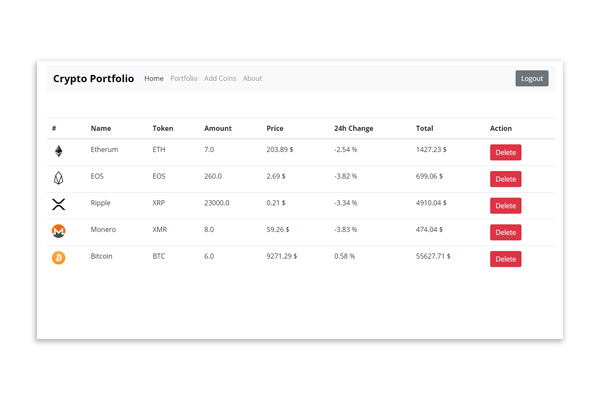 Crypto Portfolio Home Portfolio Add Coins About Logout
# Name Token Amount Price 24h Change Total Action
Etherum ETH 7.0 203.89 $ -2.54 % 1427.23 $ Delete
EOS EOS 260.0 2.69 $ -3.82 % 699.06 $ Delete
Ripple XRP 23000.0 0.21 $ -3.34 % 4910.04 $ Delete
Monero XMR 8.0 59.26 $ -3.83 % 474.04 $ Delete
Bitcoin BTC 6.0 9271.29 $ 0.58 % 55627.71 $ Delete